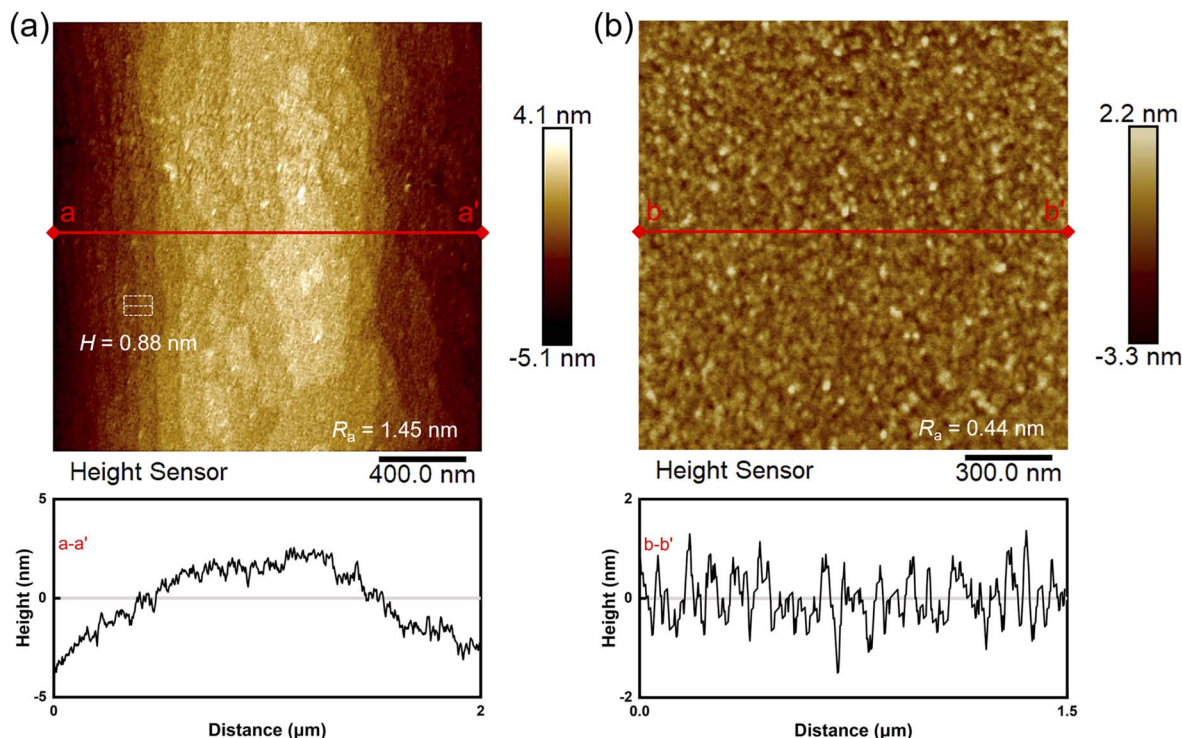 (a)
a
a'
H = 0.88 nm
Rₐ = 1.45 nm
4.1 nm
-5.1 nm
Height Sensor
400.0 nm
5
0
-5
Height (nm)
a-a'
0
2
Distance (µm)
(b)
b
b'
Rₐ = 0.44 nm
2.2 nm
-3.3 nm
Height Sensor
300.0 nm
2
0
-2
Height (nm)
b-b'
0.0
1.5
Distance (µm)